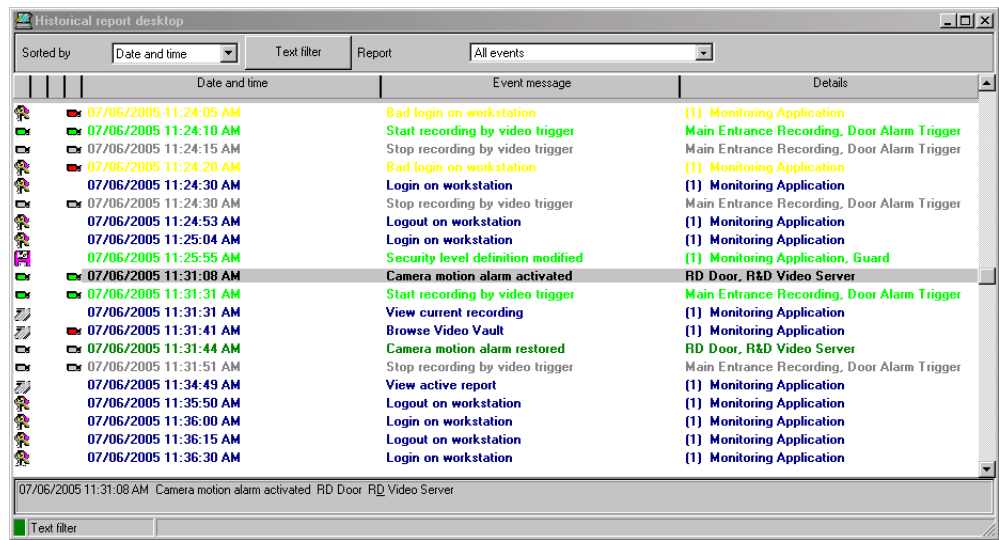 Historical report desktop
Sorted by Date and time Text filter Report All events
Date and time Event message Details
07/06/2005 11:24:05 AM Bad login on workstation (1) Monitoring Application
07/06/2005 11:24:10 AM Start recording by video trigger Main Entrance Recording, Door Alarm Trigger
07/06/2005 11:24:15 AM Stop recording by video trigger Main Entrance Recording, Door Alarm Trigger
07/06/2005 11:24:20 AM Bad login on workstation (1) Monitoring Application
07/06/2005 11:24:30 AM Login on workstation (1) Monitoring Application
07/06/2005 11:24:30 AM Stop recording by video trigger Main Entrance Recording, Door Alarm Trigger
07/06/2005 11:24:53 AM Logout on workstation (1) Monitoring Application
07/06/2005 11:25:04 AM Login on workstation (1) Monitoring Application
07/06/2005 11:25:55 AM Security level definition modified (1) Monitoring Application, Guard
07/06/2005 11:31:08 AM Camera motion alarm activated RD Door, R&D Video Server
07/06/2005 11:31:31 AM Start recording by video trigger Main Entrance Recording, Door Alarm Trigger
07/06/2005 11:31:31 AM View current recording (1) Monitoring Application
07/06/2005 11:31:41 AM Browse Video Vault (1) Monitoring Application
07/06/2005 11:31:44 AM Camera motion alarm restored RD Door, R&D Video Server
07/06/2005 11:31:51 AM Stop recording by video trigger Main Entrance Recording, Door Alarm Trigger
07/06/2005 11:34:49 AM View active report (1) Monitoring Application
07/06/2005 11:35:50 AM Logout on workstation (1) Monitoring Application
07/06/2005 11:36:00 AM Login on workstation (1) Monitoring Application
07/06/2005 11:36:15 AM Logout on workstation (1) Monitoring Application
07/06/2005 11:36:30 AM Login on workstation (1) Monitoring Application
07/06/2005 11:31:08 AM Camera motion alarm activated RD Door RD Video Server
Text filter